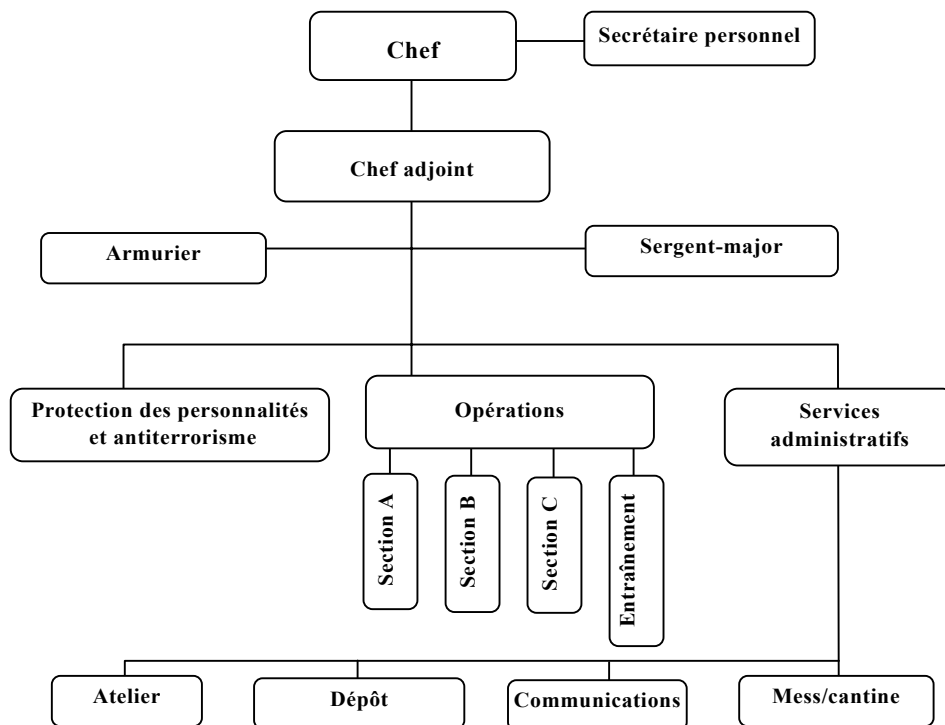 Chef
Secrétaire personnel
Chef adjoint
Armurier
Sergent-major
Protection des personnalités
et antiterrorisme
Opérations
Services
administratifs
Section A
Section B
Section C
Entraînement
Atelier
Dépôt
Communications
Mess/cantine